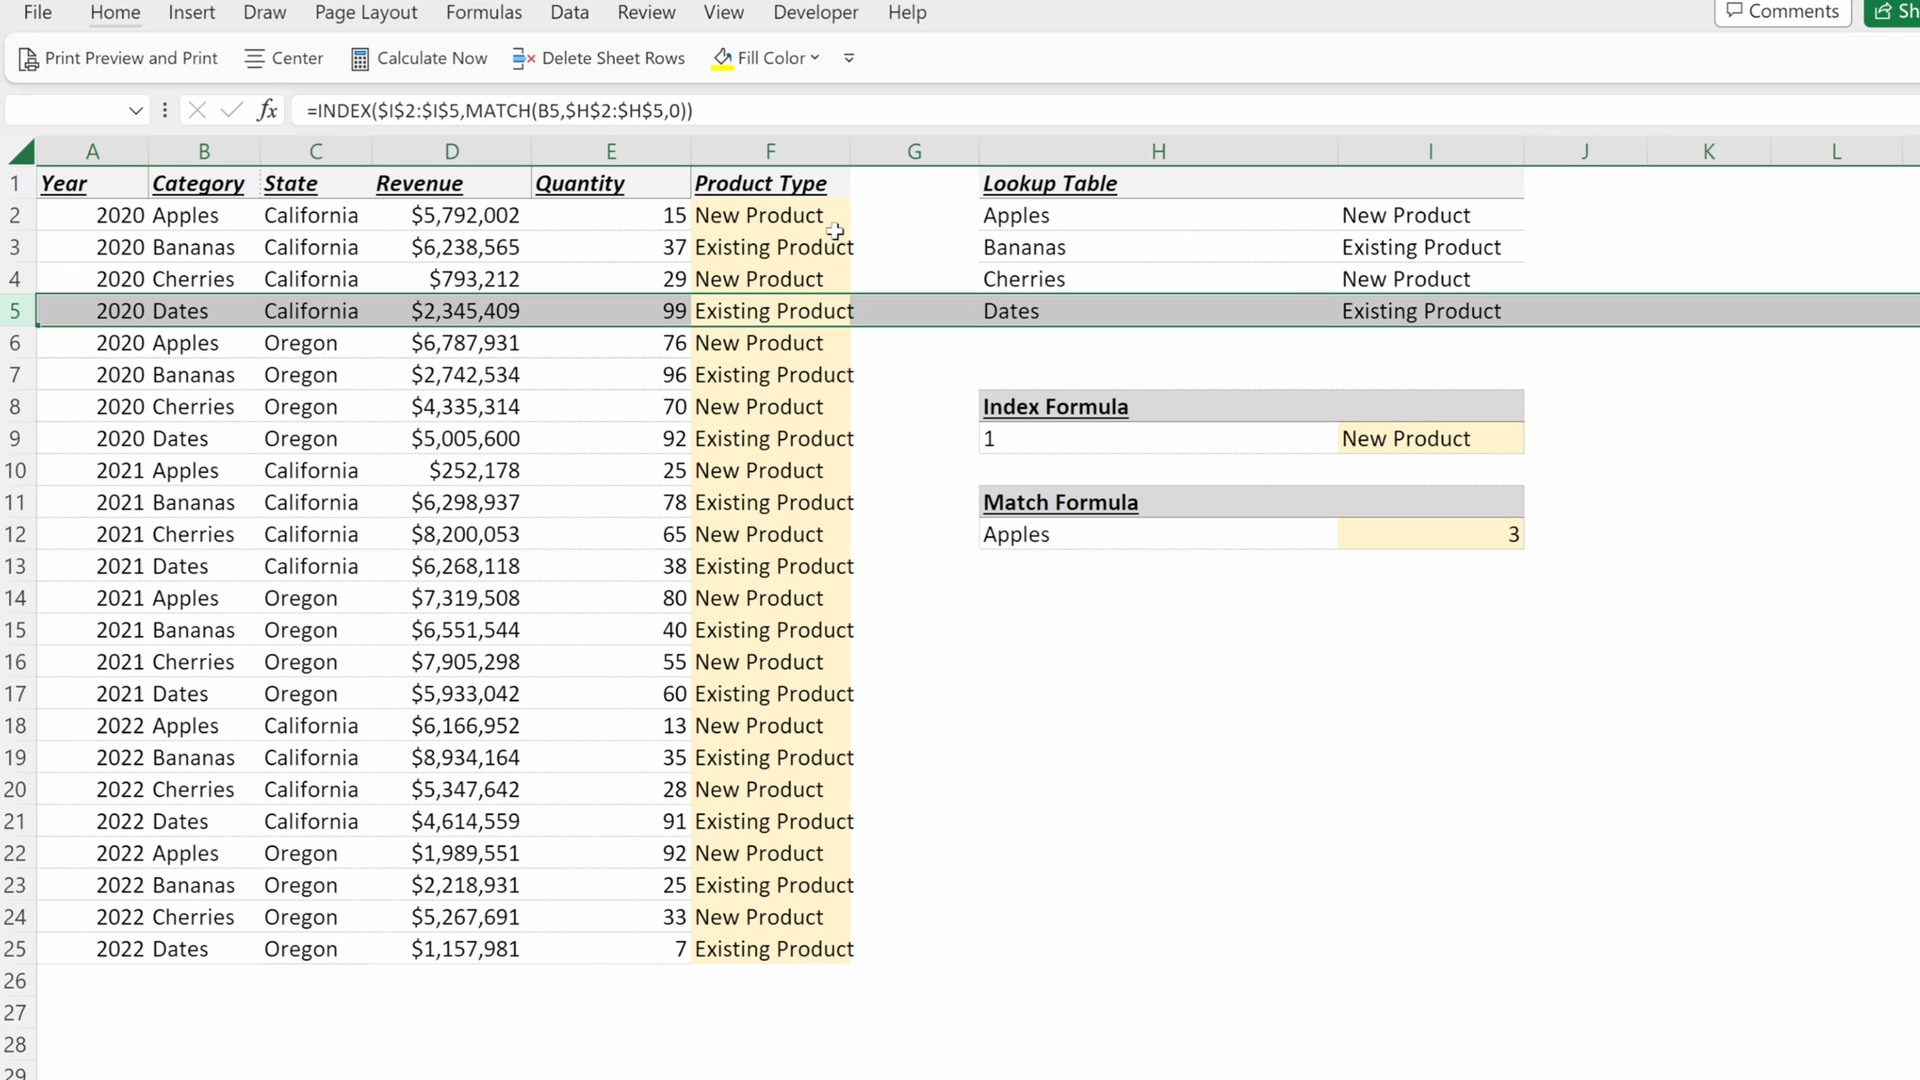 File Home Insert Draw Page Layout Formulas Data Review View Developer Help Comments Sh
Print Preview and Print Center Calculate Now Delete Sheet Rows Fill Color
fx =INDEX($I$2:$I$5,MATCH(B5,$H$2:$H$5,0))
A B C D E F G H I J K L
1 Year Category State Revenue Quantity Product Type Lookup Table
2 2020 Apples California $5,792,002 15 New Product Apples New Product
3 2020 Bananas California $6,238,565 37 Existing Product Bananas Existing Product
4 2020 Cherries California $793,212 29 New Product Cherries New Product
5 2020 Dates California $2,345,409 99 Existing Product Dates Existing Product
6 2020 Apples Oregon $6,787,931 76 New Product
7 2020 Bananas Oregon $2,742,534 96 Existing Product
8 2020 Cherries Oregon $4,335,314 70 New Product Index Formula
9 2020 Dates Oregon $5,005,600 92 Existing Product 1 New Product
10 2021 Apples California $252,178 25 New Product
11 2021 Bananas California $6,298,937 78 Existing Product Match Formula
12 2021 Cherries California $8,200,053 65 New Product Apples 3
13 2021 Dates California $6,268,118 38 Existing Product
14 2021 Apples Oregon $7,319,508 80 New Product
15 2021 Bananas Oregon $6,551,544 40 Existing Product
16 2021 Cherries Oregon $7,905,298 55 New Product
17 2021 Dates Oregon $5,933,042 60 Existing Product
18 2022 Apples California $6,166,952 13 New Product
19 2022 Bananas California $8,934,164 35 Existing Product
20 2022 Cherries California $5,347,642 28 New Product
21 2022 Dates California $4,614,559 91 Existing Product
22 2022 Apples Oregon $1,989,551 92 New Product
23 2022 Bananas Oregon $2,218,931 25 Existing Product
24 2022 Cherries Oregon $5,267,691 33 New Product
25 2022 Dates Oregon $1,157,981 7 Existing Product
26
27
28
29